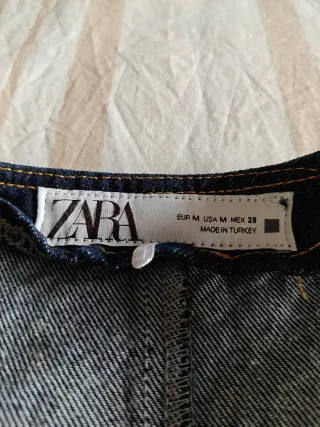 ZARA
EUR M USA M MEX 28
MADE IN TURKEY